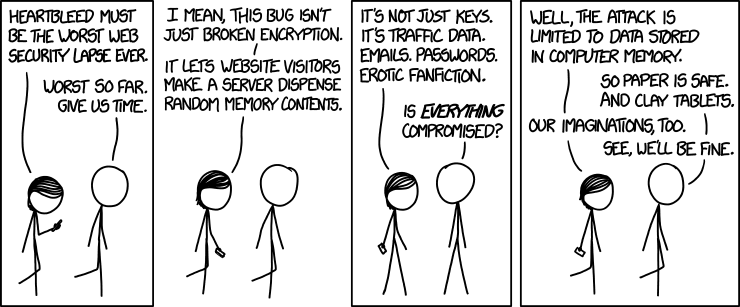 HEARTBLEED MUST
BE THE WORST WEB
SECURITY LAPSE EVER.
WORST SO FAR.
GIVE US TIME.
I MEAN, THIS BUG ISN'T
JUST BROKEN ENCRYPTION.
IT LETS WEBSITE VISITORS
MAKE A SERVER DISPENSE
RANDOM MEMORY CONTENTS.
IT'S NOT JUST KEYS.
IT'S TRAFFIC DATA.
EMAILS. PASSWORDS.
EROTIC FANFICTION.
IS EVERYTHING
COMPROMISED?
WELL, THE ATTACK IS
LIMITED TO DATA STORED
IN COMPUTER MEMORY.
SO PAPER IS SAFE.
AND CLAY TABLETS.
OUR IMAGINATIONS, TOO.
SEE, WE'LL BE FINE.